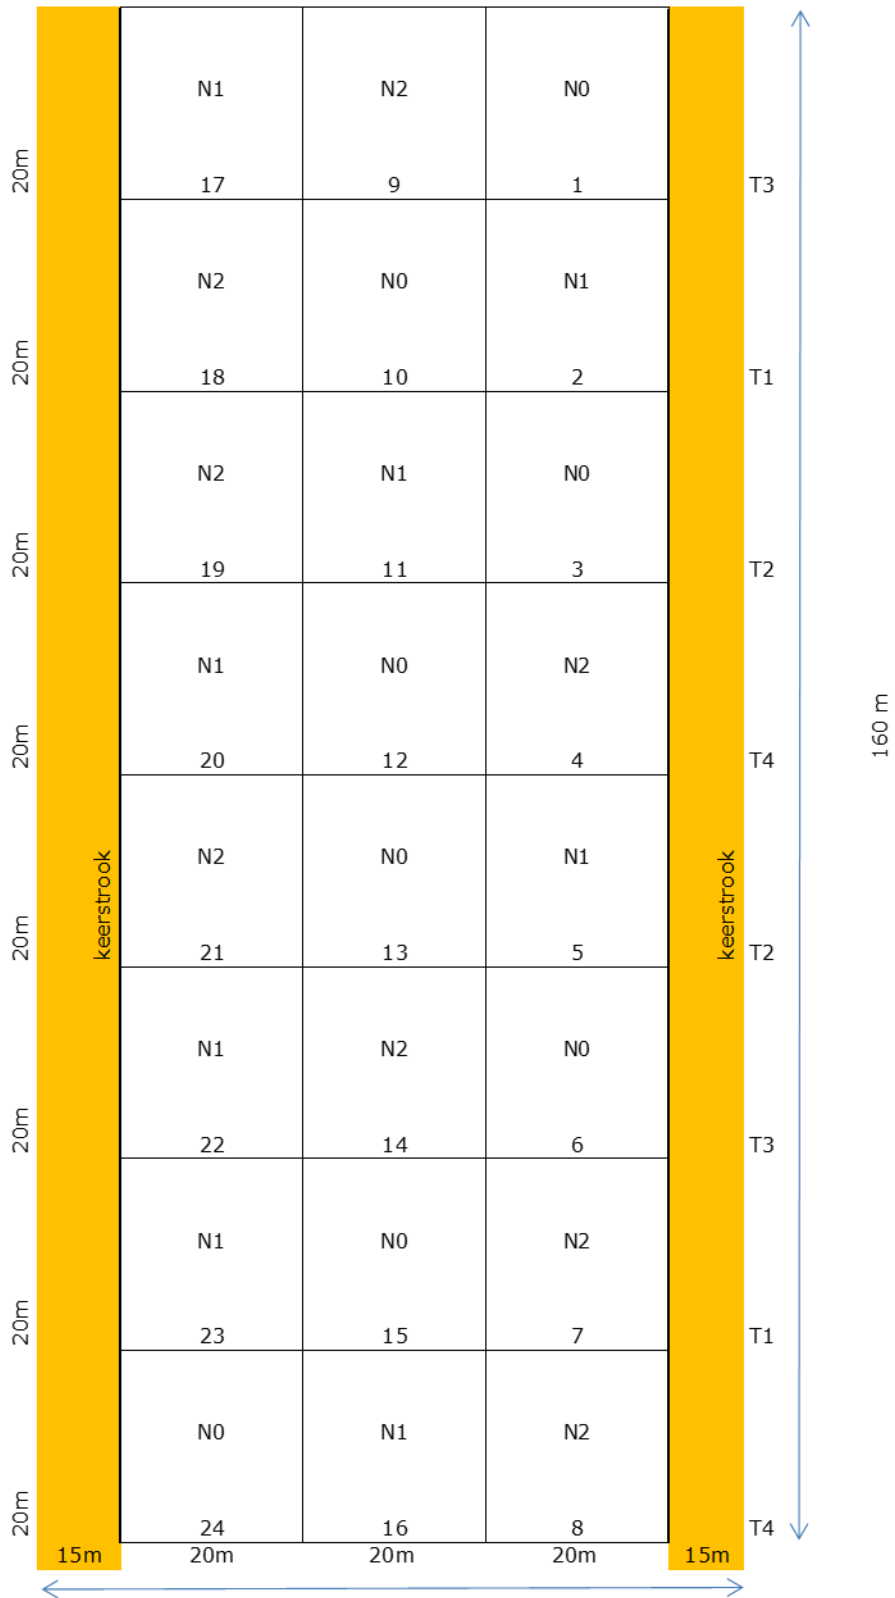 N1 N2 N0
20m 17 9 1 T3
N2 N0 N1
20m 18 10 2 T1
N2 N1 N0
20m 19 11 3 T2
N1 N0 N2
160 m
20m 20 12 4 T4
N2 N0 N1
keerstrook keerstrook
20m 21 13 5 T2
N1 N2 N0
20m 22 14 6 T3
N1 N0 N2
20m 23 15 7 T1
N0 N1 N2
20m 24 16 8 T4
15m 20m 20m 20m 15m